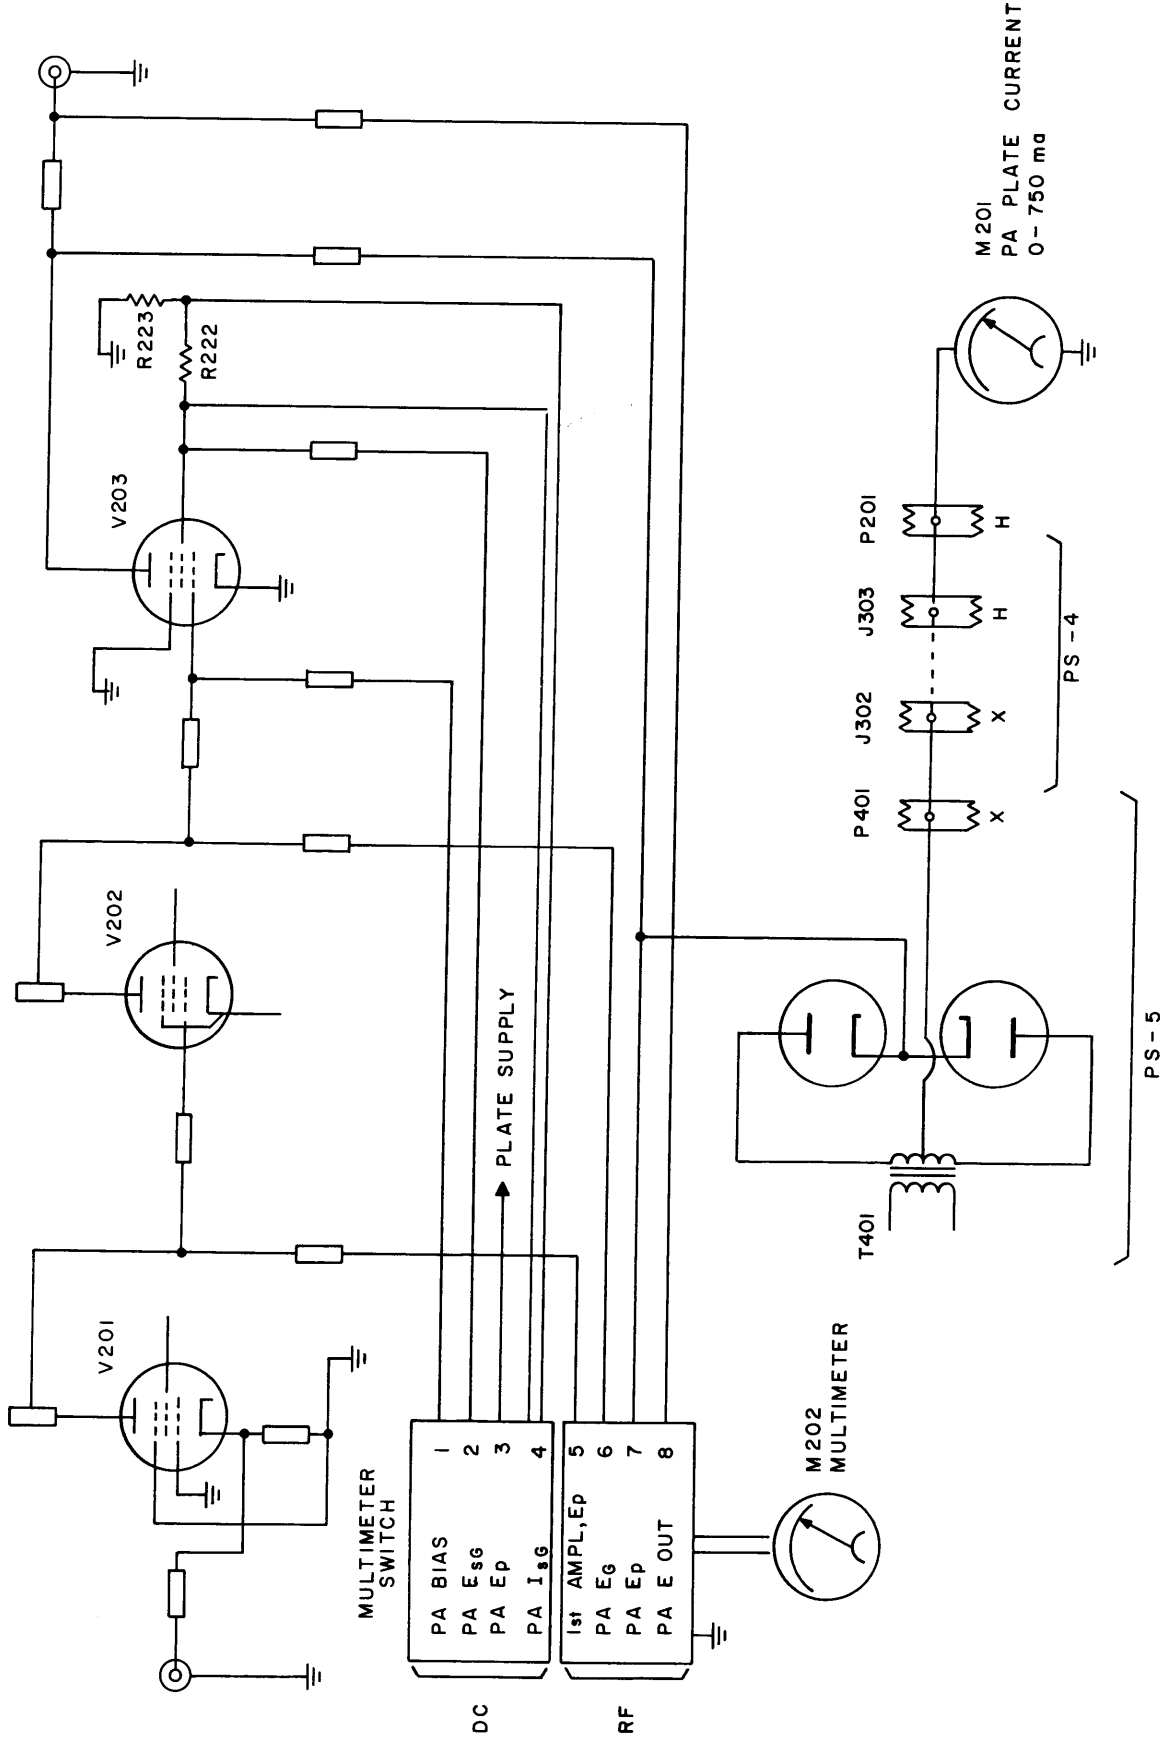 V201
V202
V203
R223
R222
MULTIMETER
SWITCH
DC
PA BIAS 1
PA ESG 2
PA Ep 3
PA ISG 4
PLATE SUPPLY
RF
1st AMPL, Ep 5
PA EG 6
PA Ep 7
PA E OUT 8
M202
MULTIMETER
T401
P401
J302
J303
P201
X
X
H
H
PS-4
PS-5
M201
PA PLATE CURRENT
0-750 ma